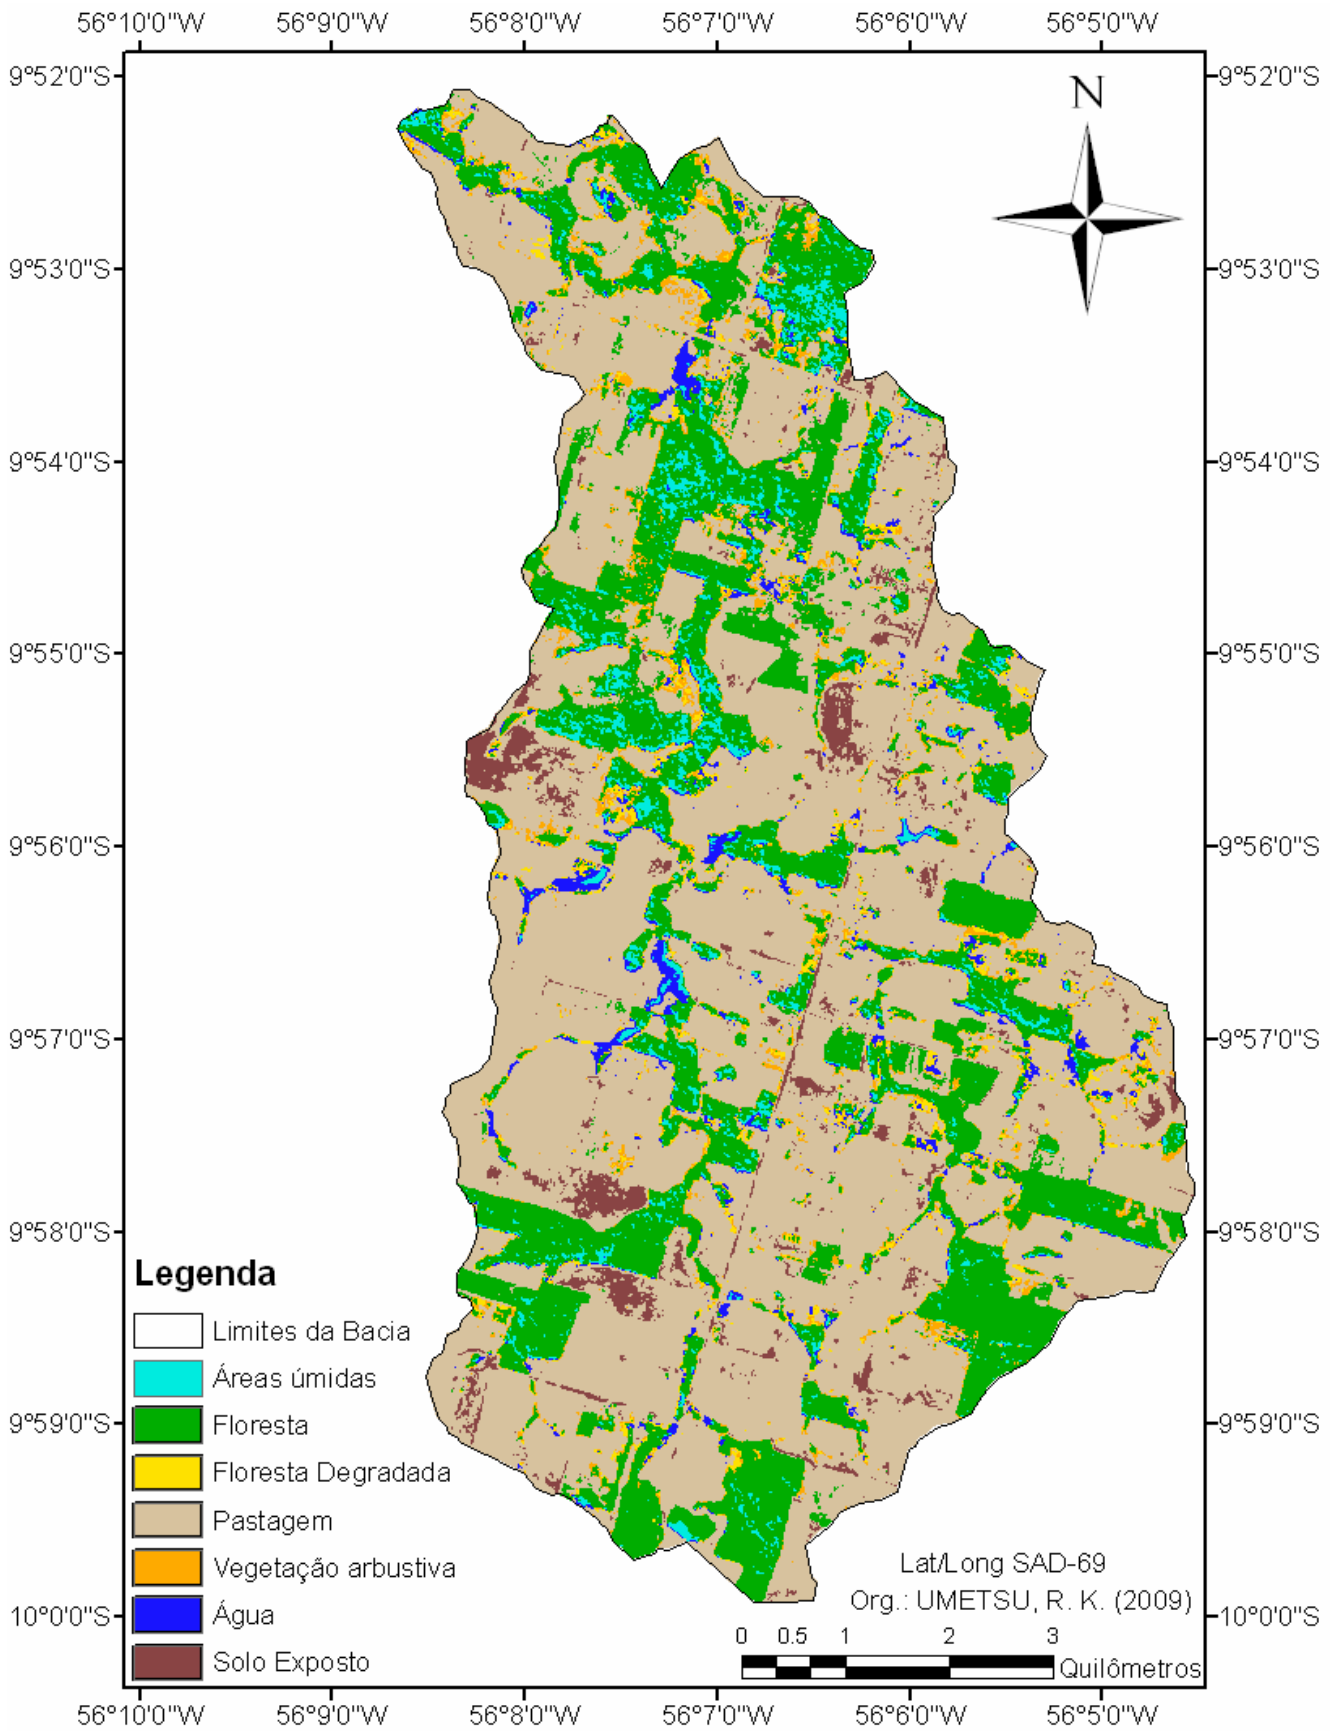 56°10'0"W 56°9'0"W 56°8'0"W 56°7'0"W 56°6'0"W 56°5'0"W
9°52'0"S 9°52'0"S
N
9°53'0"S 9°53'0"S
9°54'0"S 9°54'0"S
9°55'0"S 9°55'0"S
9°56'0"S 9°56'0"S
9°57'0"S 9°57'0"S
9°58'0"S 9°58'0"S
Legenda
Limites da Bacia
Áreas úmidas
Floresta
9°59'0"S 9°59'0"S
Floresta Degradada
Pastagem
Vegetação arbustiva
Água
Solo Exposto
Lat/Long SAD-69
Org.: UMETSU, R. K. (2009)
10°0'0"S 10°0'0"S
0 0.5 1 2 3
Quilômetros
56°10'0"W 56°9'0"W 56°8'0"W 56°7'0"W 56°6'0"W 56°5'0"W